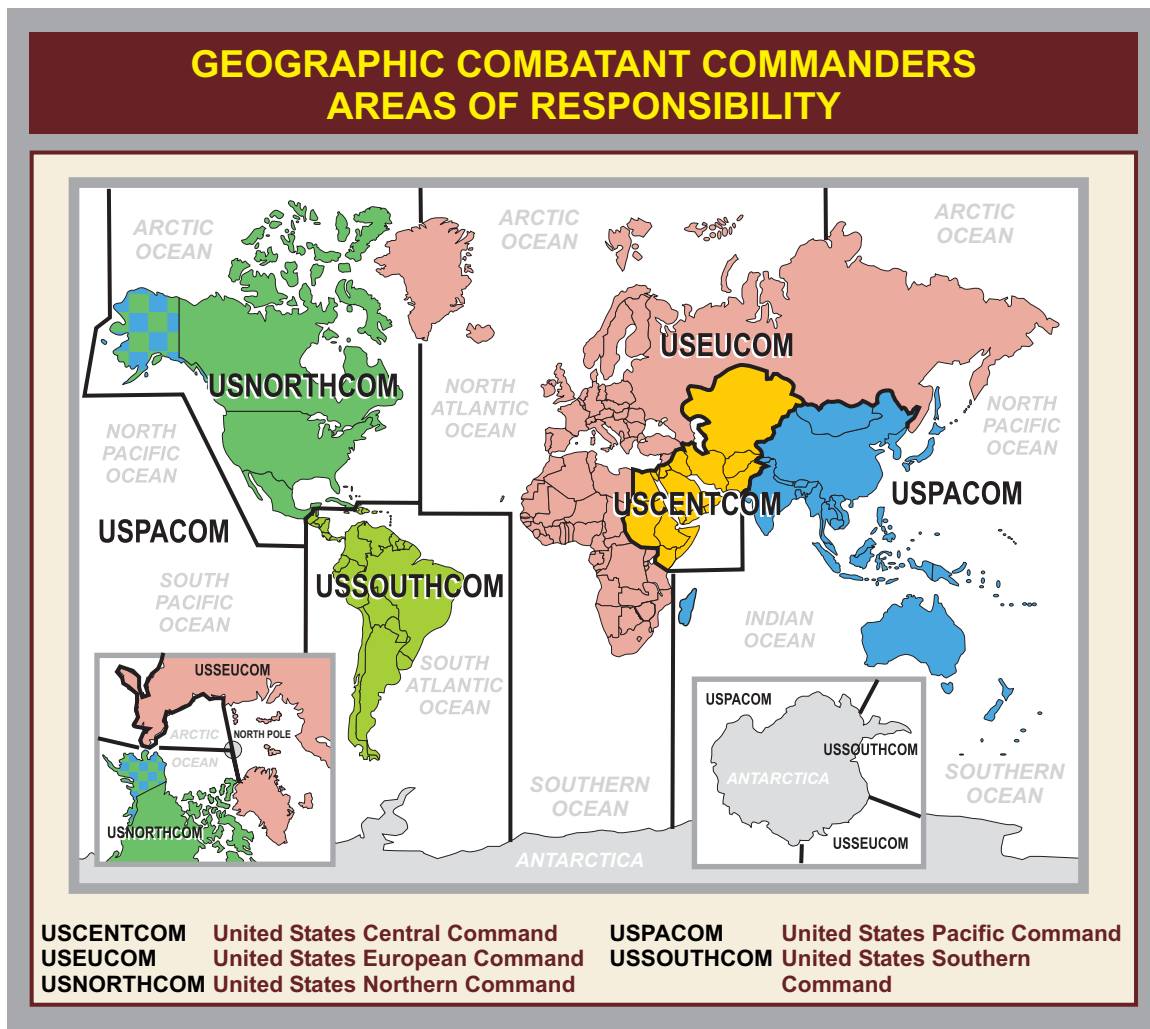 GEOGRAPHIC COMBATANT COMMANDERS
AREAS OF RESPONSIBILITY
ARCTIC
OCEAN
ARCTIC
OCEAN
ARCTIC
OCEAN
USEUCOM
USNORTHCOM
NORTH
ATLANTIC
OCEAN
NORTH
PACIFIC
OCEAN
NORTH
PACIFIC
OCEAN
USCENTCOM
USPACOM
USPACOM
USSOUTHCOM
SOUTH
PACIFIC
OCEAN
INDIAN
OCEAN
SOUTH
ATLANTIC
OCEAN
USSEUCOM
ARCTIC
OCEAN
NORTH POLE
USNORTHCOM
USPACOM
USSOUTHCOM
ANTARCTICA
USSEUCOM
SOUTHERN
OCEAN
SOUTHERN
OCEAN
ANTARCTICA
USCENTCOM United States Central Command
USEUCOM United States European Command
USNORTHCOM United States Northern Command
USPACOM United States Pacific Command
USSOUTHCOM United States Southern
Command